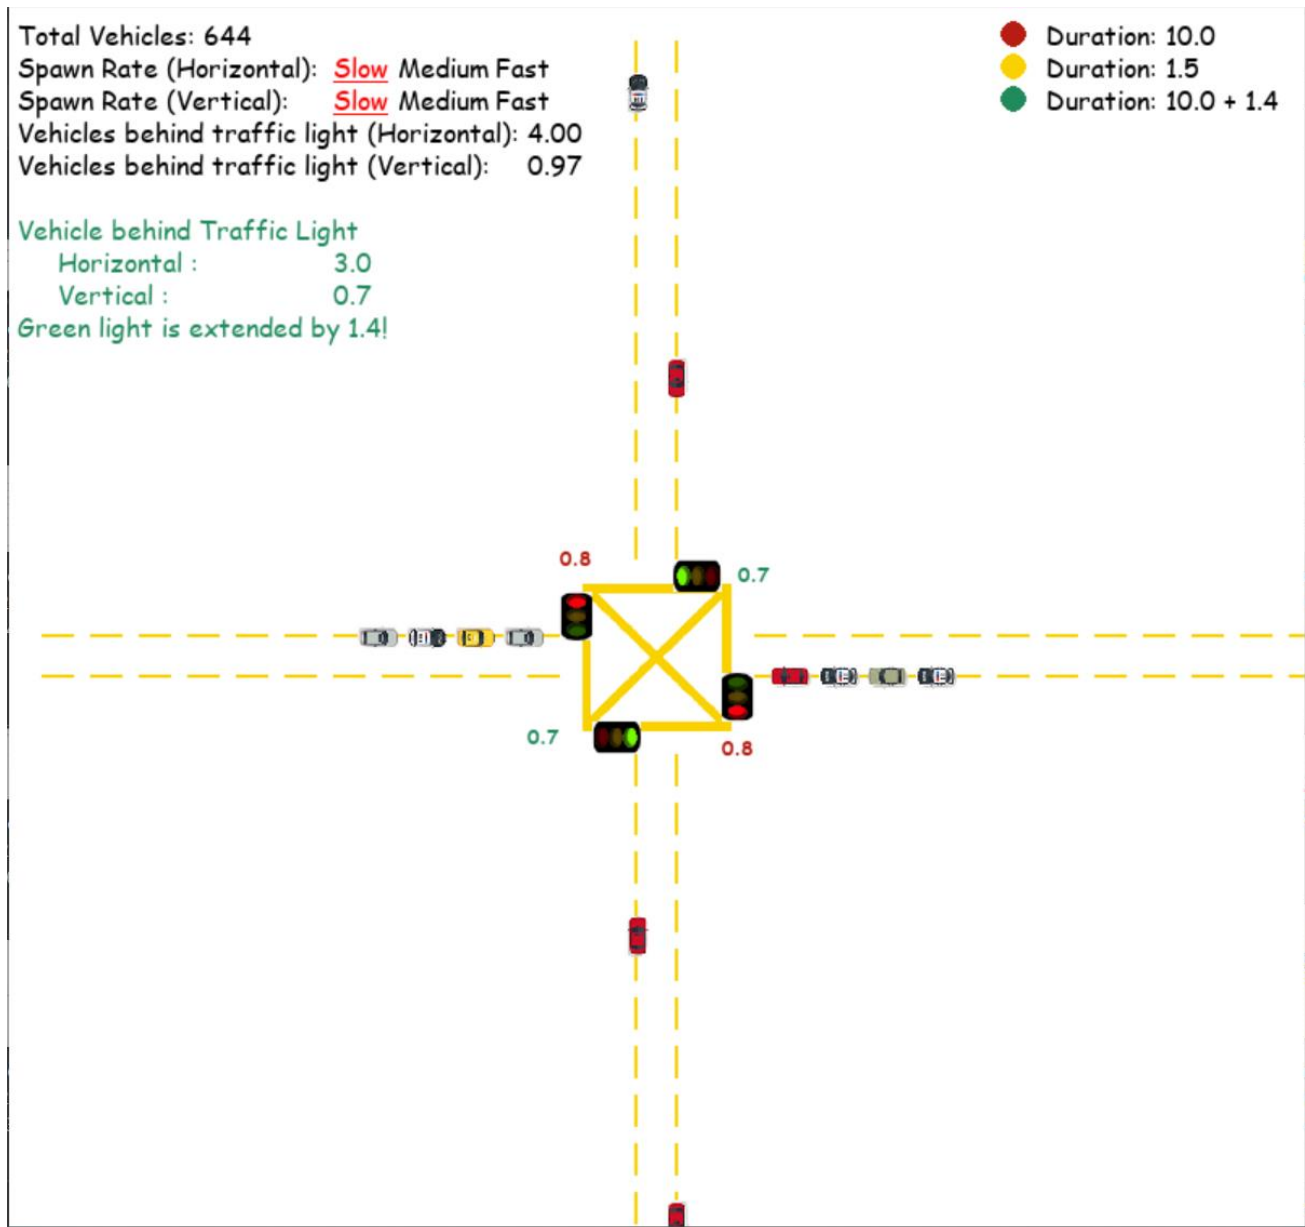 Total Vehicles: 644
Spawn Rate (Horizontal): Slow Medium Fast
Spawn Rate (Vertical): Slow Medium Fast
Vehicles behind traffic light (Horizontal): 4.00
Vehicles behind traffic light (Vertical): 0.97
Vehicle behind Traffic Light
Horizontal : 3.0
Vertical : 0.7
Green light is extended by 1.4!
Duration: 10.0
Duration: 1.5
Duration: 10.0 + 1.4
0.8
0.7
0.7
0.8